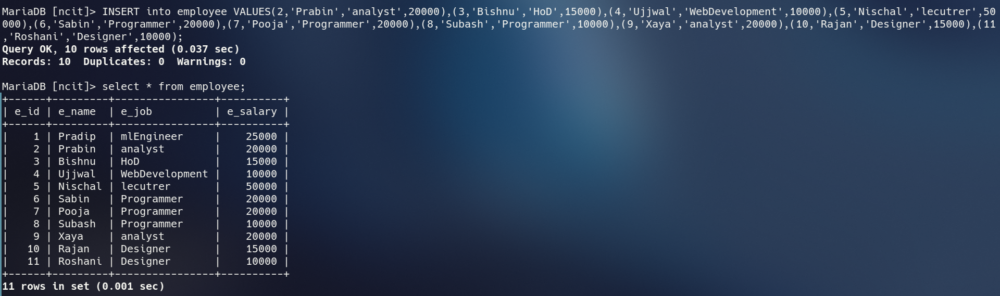 MariaDB [ncit]> INSERT into employee VALUES(2,'Prabin','analyst',20000),(3,'Bishnu','HoD',15000),(4,'Ujjwal','WebDevelopment',10000),(5,'Nischal','lecutrer',50
000),(6,'Sabin','Programmer',20000),(7,'Pooja','Programmer',20000),(8,'Subash','Programmer',10000),(9,'Xaya','analyst',20000),(10,'Rajan','Designer',15000),(11
,'Roshani','Designer',10000);
Query OK, 10 rows affected (0.037 sec)
Records: 10  Duplicates: 0  Warnings: 0

MariaDB [ncit]> select * from employee;
+------+---------+----------------+----------+
| e_id | e_name  | e_job          | e_salary |
+------+---------+----------------+----------+
|    1 | Pradip  | mlEngineer     |    25000 |
|    2 | Prabin  | analyst        |    20000 |
|    3 | Bishnu  | HoD            |    15000 |
|    4 | Ujjwal  | WebDevelopment |    10000 |
|    5 | Nischal | lecutrer       |    50000 |
|    6 | Sabin   | Programmer     |    20000 |
|    7 | Pooja   | Programmer     |    20000 |
|    8 | Subash  | Programmer     |    10000 |
|    9 | Xaya    | analyst        |    20000 |
|   10 | Rajan   | Designer       |    15000 |
|   11 | Roshani | Designer       |    10000 |
+------+---------+----------------+----------+
11 rows in set (0.001 sec)